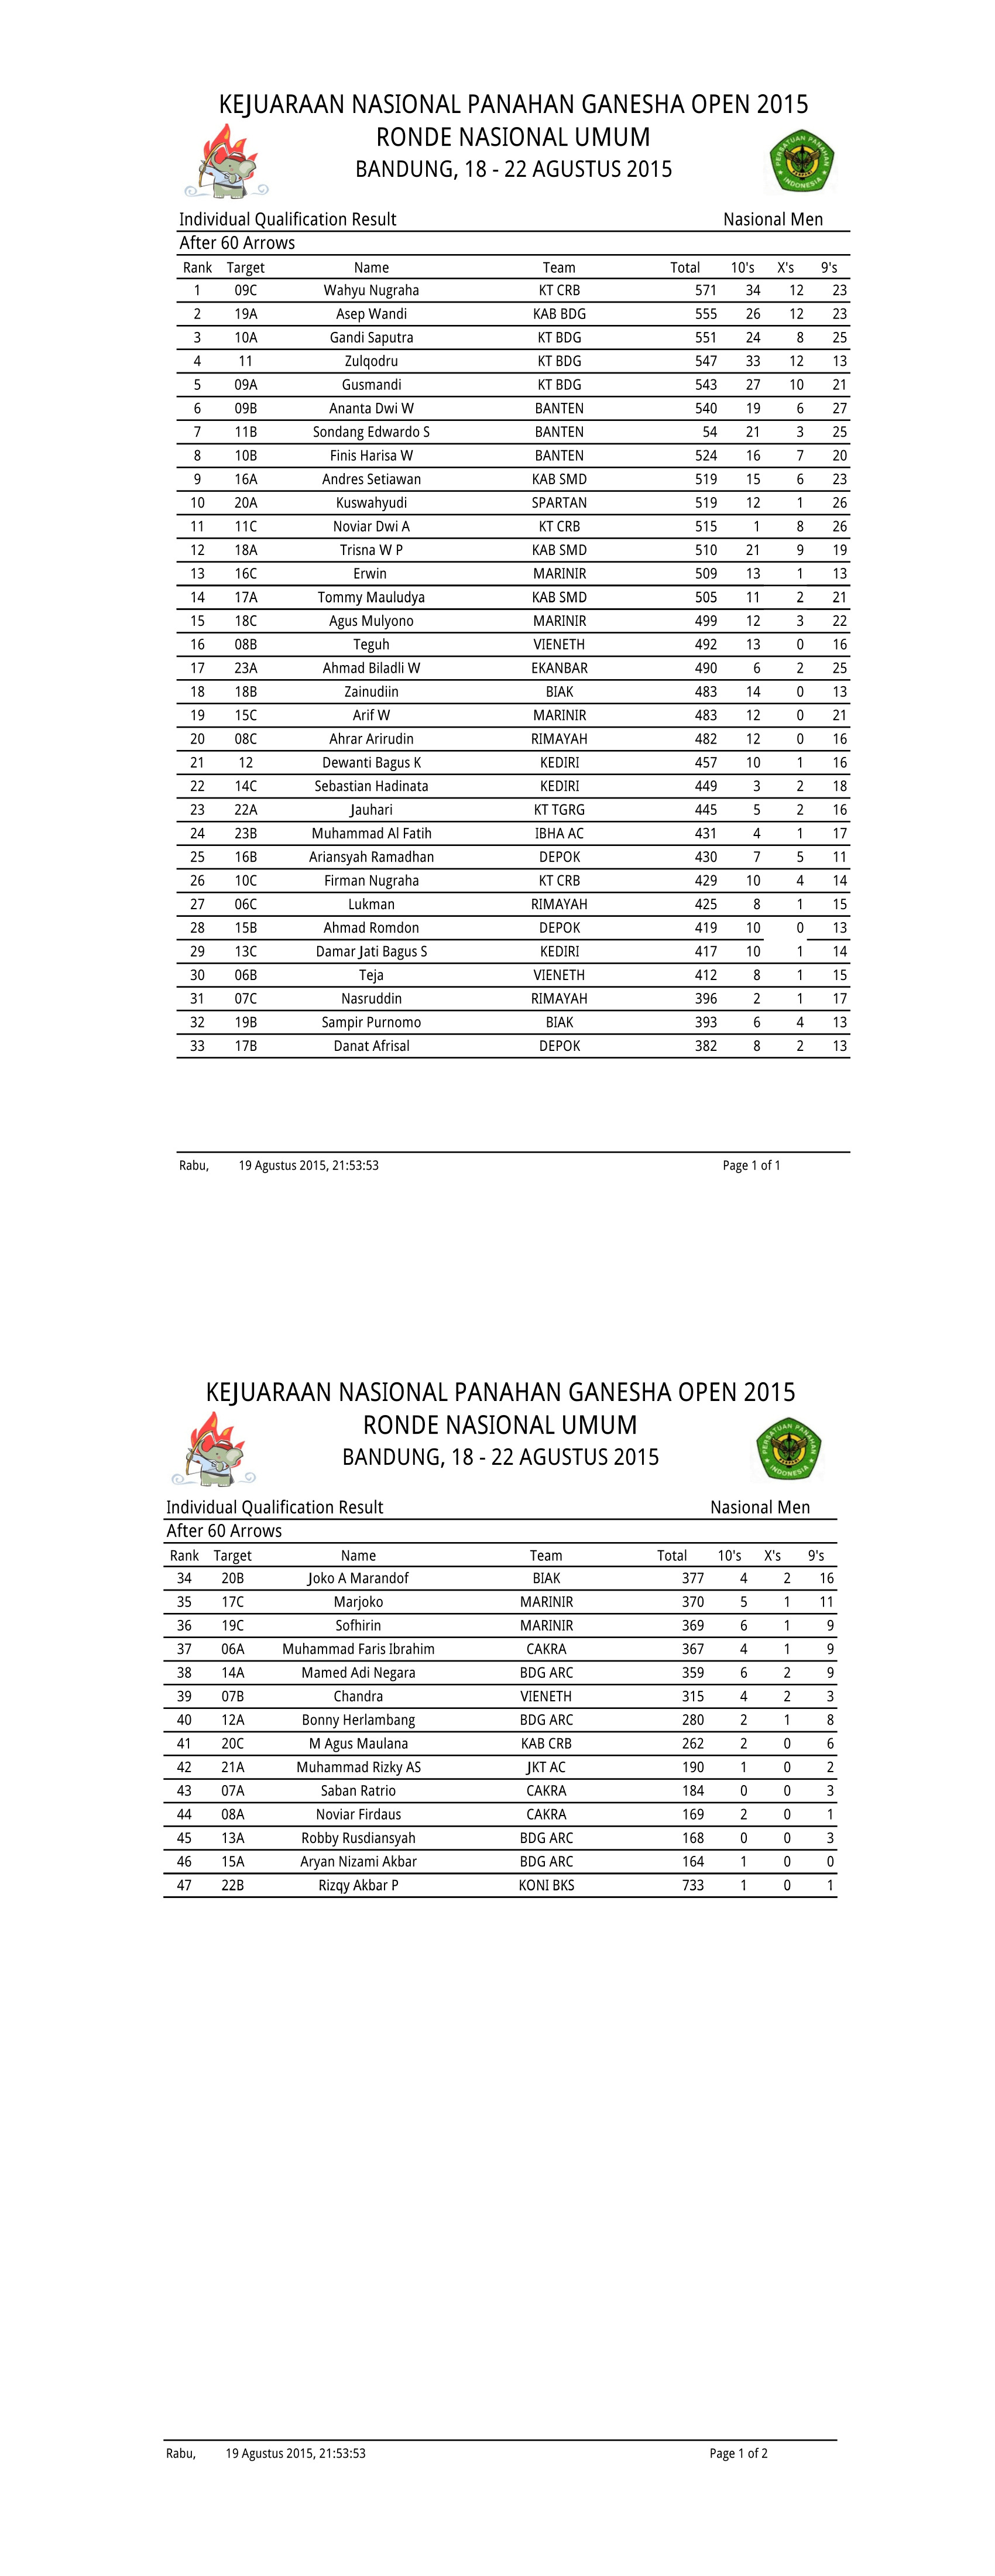 KEJUARAAN NASIONAL PANAHAN GANESHA OPEN 2015
RONDE NASIONAL UMUM
BANDUNG, 18 - 22 AGUSTUS 2015
PERSATUAN PANAHAN INDONESIA
Individual Qualification Result Nasional Men
After 60 Arrows
Rank Target Name Team Total 10's X's 9's
1 09C Wahyu Nugraha KT CRB 571 34 12 23
2 19A Asep Wandi KAB BDG 555 26 12 23
3 10A Gandi Saputra KT BDG 551 24 8 25
4 11 Zulqodru KT BDG 547 33 12 13
5 09A Gusmandi KT BDG 543 27 10 21
6 09B Ananta Dwi W BANTEN 540 19 6 27
7 11B Sondang Edwardo S BANTEN 54 21 3 25
8 10B Finis Harisa W BANTEN 524 16 7 20
9 16A Andres Setiawan KAB SMD 519 15 6 23
10 20A Kuswahyudi SPARTAN 519 12 1 26
11 11C Noviar Dwi A KT CRB 515 1 8 26
12 18A Trisna W P KAB SMD 510 21 9 19
13 16C Erwin MARINIR 509 13 1 13
14 17A Tommy Mauludya KAB SMD 505 11 2 21
15 18C Agus Mulyono MARINIR 499 12 3 22
16 08B Teguh VIENETH 492 13 0 16
17 23A Ahmad Biladli W EKANBAR 490 6 2 25
18 18B Zainudiin BIAK 483 14 0 13
19 15C Arif W MARINIR 483 12 0 21
20 08C Ahrar Arirudin RIMAYAH 482 12 0 16
21 12 Dewanti Bagus K KEDIRI 457 10 1 16
22 14C Sebastian Hadinata KEDIRI 449 3 2 18
23 22A Jauhari KT TGRG 445 5 2 16
24 23B Muhammad Al Fatih IBHA AC 431 4 1 17
25 16B Ariansyah Ramadhan DEPOK 430 7 5 11
26 10C Firman Nugraha KT CRB 429 10 4 14
27 06C Lukman RIMAYAH 425 8 1 15
28 15B Ahmad Romdon DEPOK 419 10 0 13
29 13C Damar Jati Bagus S KEDIRI 417 10 1 14
30 06B Teja VIENETH 412 8 1 15
31 07C Nasruddin RIMAYAH 396 2 1 17
32 19B Sampir Purnomo BIAK 393 6 4 13
33 17B Danat Afrisal DEPOK 382 8 2 13
Rabu, 19 Agustus 2015, 21:53:53 Page 1 of 1
KEJUARAAN NASIONAL PANAHAN GANESHA OPEN 2015
RONDE NASIONAL UMUM
BANDUNG, 18 - 22 AGUSTUS 2015
PERSATUAN PANAHAN INDONESIA
Individual Qualification Result Nasional Men
After 60 Arrows
Rank Target Name Team Total 10's X's 9's
34 20B Joko A Marandof BIAK 377 4 2 16
35 17C Marjoko MARINIR 370 5 1 11
36 19C Sofhirin MARINIR 369 6 1 9
37 06A Muhammad Faris Ibrahim CAKRA 367 4 1 9
38 14A Mamed Adi Negara BDG ARC 359 6 2 9
39 07B Chandra VIENETH 315 4 2 3
40 12A Bonny Herlambang BDG ARC 280 2 1 8
41 20C M Agus Maulana KAB CRB 262 2 0 6
42 21A Muhammad Rizky AS JKT AC 190 1 0 2
43 07A Saban Ratrio CAKRA 184 0 0 3
44 08A Noviar Firdaus CAKRA 169 2 0 1
45 13A Robby Rusdiansyah BDG ARC 168 0 0 3
46 15A Aryan Nizami Akbar BDG ARC 164 1 0 0
47 22B Rizqy Akbar P KONI BKS 733 1 0 1
Rabu, 19 Agustus 2015, 21:53:53 Page 1 of 2